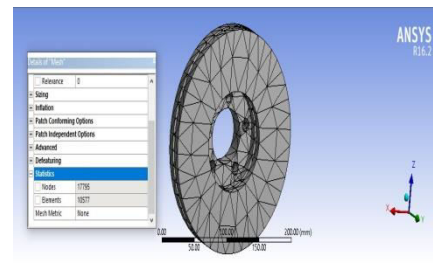 ANSYS
R16.2
Details of "Mesh"
Relevance 0
Sizing
Inflation
Patch Conforming Options
Patch Independent Options
Advanced
Defeaturing
Statistics
Nodes 17795
Elements 10577
Mesh Metric None
Z
X
0.00 100.00 200.00 (mm)
50.00 150.00